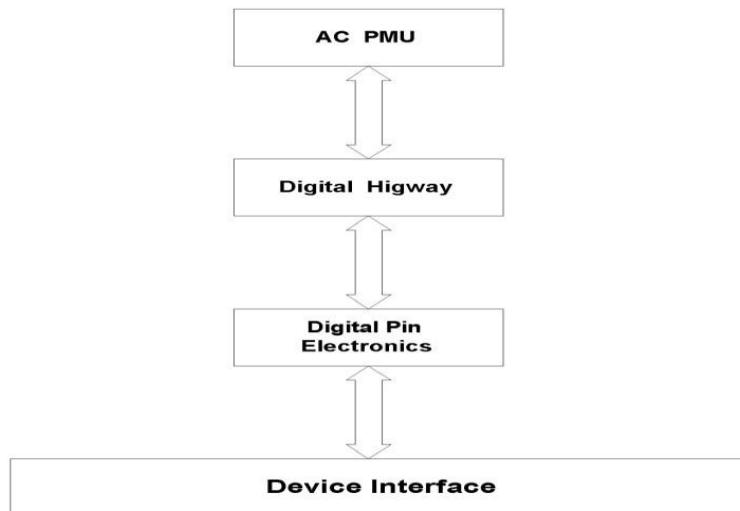 AC PMU
Digital Higway
Digital Pin
Electronics
Device Interface